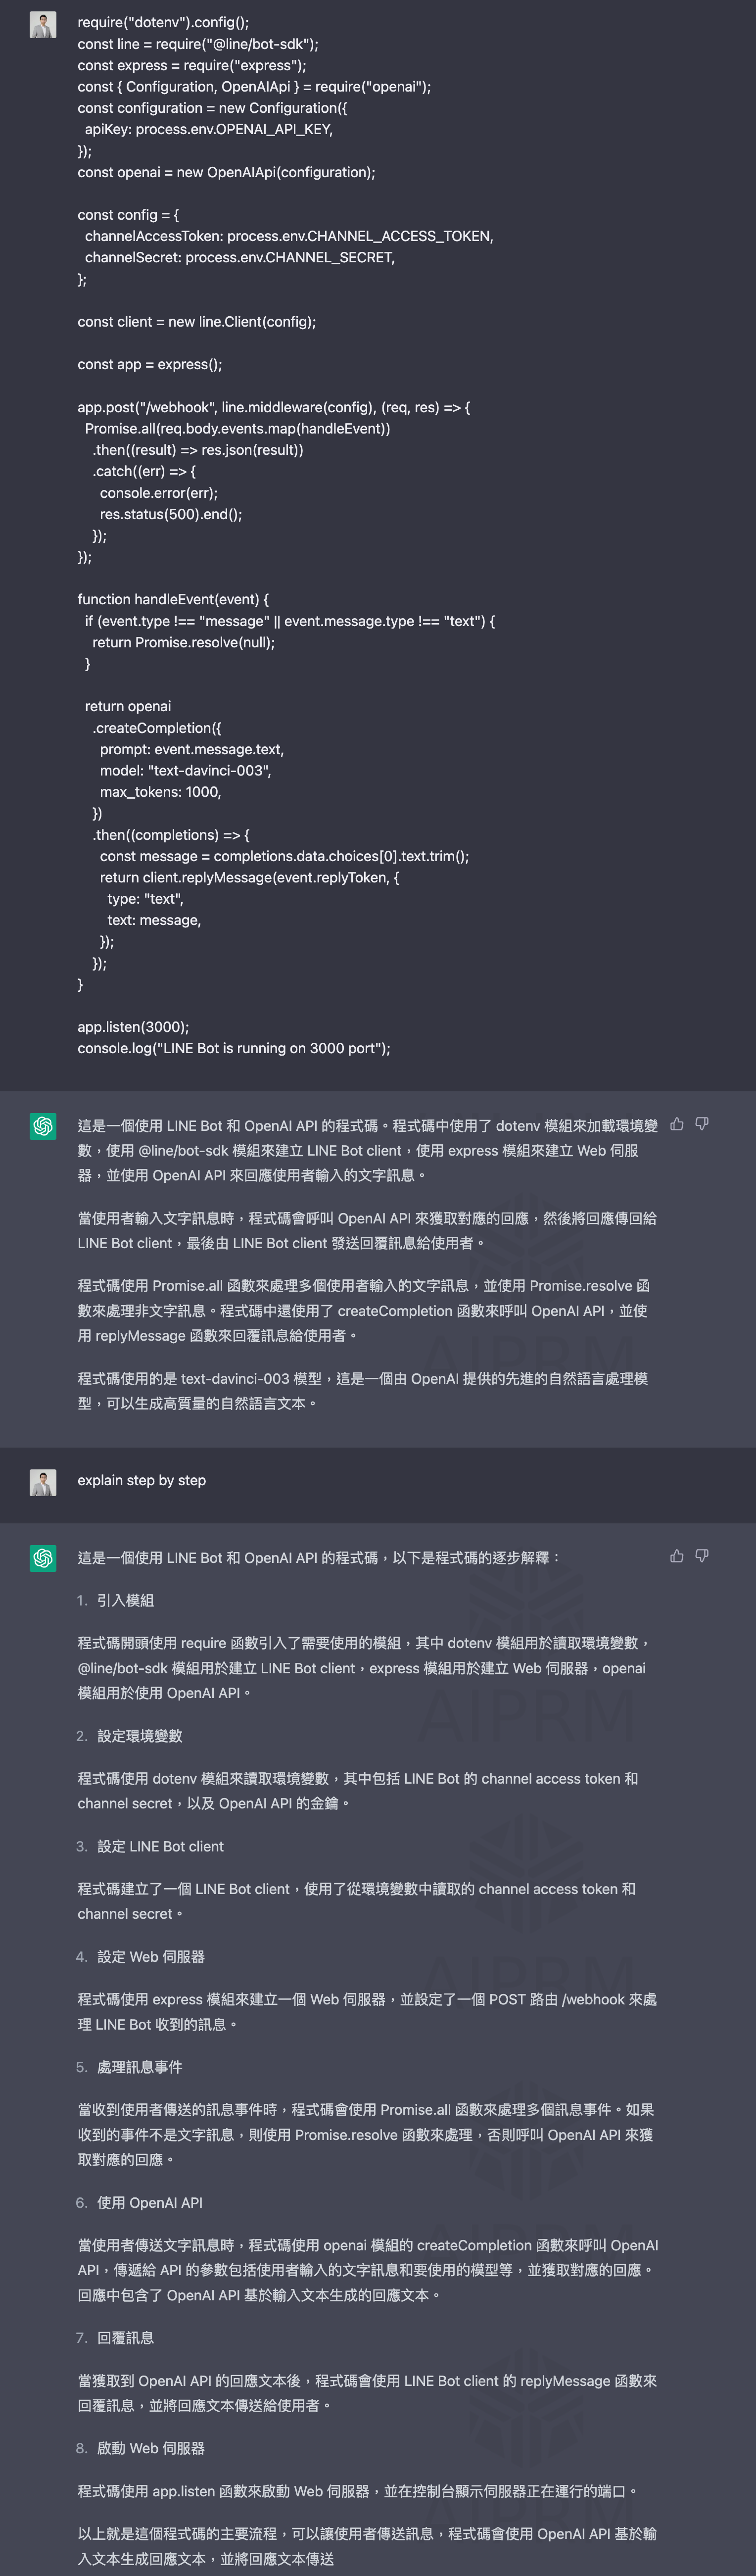 require("dotenv").config();
const line = require("@line/bot-sdk");
const express = require("express");
const { Configuration, OpenAIApi } = require("openai");
const configuration = new Configuration({
  apiKey: process.env.OPENAI_API_KEY,
});
const openai = new OpenAIApi(configuration);

const config = {
  channelAccessToken: process.env.CHANNEL_ACCESS_TOKEN,
  channelSecret: process.env.CHANNEL_SECRET,
};

const client = new line.Client(config);

const app = express();

app.post("/webhook", line.middleware(config), (req, res) => {
  Promise.all(req.body.events.map(handleEvent))
    .then((result) => res.json(result))
    .catch((err) => {
      console.error(err);
      res.status(500).end();
    });
});

function handleEvent(event) {
  if (event.type !== "message" || event.message.type !== "text") {
    return Promise.resolve(null);
  }

  return openai
    .createCompletion({
      prompt: event.message.text,
      model: "text-davinci-003",
      max_tokens: 1000,
    })
    .then((completions) => {
      const message = completions.data.choices[0].text.trim();
      return client.replyMessage(event.replyToken, {
        type: "text",
        text: message,
      });
    });
}

app.listen(3000);
console.log("LINE Bot is running on 3000 port");

這是一個使用 LINE Bot 和 OpenAI API 的程式碼。程式碼中使用了 dotenv 模組來加載環境變
數，使用 @line/bot-sdk 模組來建立 LINE Bot client，使用 express 模組來建立 Web 伺服
器，並使用 OpenAI API 來回應使用者輸入的文字訊息。

當使用者輸入文字訊息時，程式碼會呼叫 OpenAI API 來獲取對應的回應，然後將回應傳回給
LINE Bot client，最後由 LINE Bot client 發送回覆訊息給使用者。

程式碼使用 Promise.all 函數來處理多個使用者輸入的文字訊息，並使用 Promise.resolve 函
數來處理非文字訊息。程式碼中還使用了 createCompletion 函數來呼叫 OpenAI API，並使
用 replyMessage 函數來回覆訊息給使用者。
AIPRM

程式碼使用的是 text-davinci-003 模型，這是一個由 OpenAI 提供的先進的自然語言處理模
型，可以生成高質量的自然語言文本。

explain step by step

這是一個使用 LINE Bot 和 OpenAI API 的程式碼，以下是程式碼的逐步解釋：

1. 引入模組

程式碼開頭使用 require 函數引入了需要使用的模組，其中 dotenv 模組用於讀取環境變數，
@line/bot-sdk 模組用於建立 LINE Bot client，express 模組用於建立 Web 伺服器，openai
模組用於使用 OpenAI API。
AIPRM

2. 設定環境變數

程式碼使用 dotenv 模組來讀取環境變數，其中包括 LINE Bot 的 channel access token 和
channel secret，以及 OpenAI API 的金鑰。

3. 設定 LINE Bot client

程式碼建立了一個 LINE Bot client，使用了從環境變數中讀取的 channel access token 和
channel secret。

4. 設定 Web 伺服器
AIPRM

程式碼使用 express 模組來建立一個 Web 伺服器，並設定了一個 POST 路由 /webhook 來處
理 LINE Bot 收到的訊息。

5. 處理訊息事件

當收到使用者傳送的訊息事件時，程式碼會使用 Promise.all 函數來處理多個訊息事件。如果
收到的事件不是文字訊息，則使用 Promise.resolve 函數來處理，否則呼叫 OpenAI API 來獲
取對應的回應。

6. 使用 OpenAI API
AIPRM

當使用者傳送文字訊息時，程式碼使用 openai 模組的 createCompletion 函數來呼叫 OpenAI
API，傳遞給 API 的參數包括使用者輸入的文字訊息和要使用的模型等，並獲取對應的回應。
回應中包含了 OpenAI API 基於輸入文本生成的回應文本。

7. 回覆訊息

當獲取到 OpenAI API 的回應文本後，程式碼會使用 LINE Bot client 的 replyMessage 函數來
回覆訊息，並將回應文本傳送給使用者。

8. 啟動 Web 伺服器

程式碼使用 app.listen 函數來啟動 Web 伺服器，並在控制台顯示伺服器正在運行的端口。

以上就是這個程式碼的主要流程，可以讓使用者傳送訊息，程式碼會使用 OpenAI API 基於輸
入文本生成回應文本，並將回應文本傳送